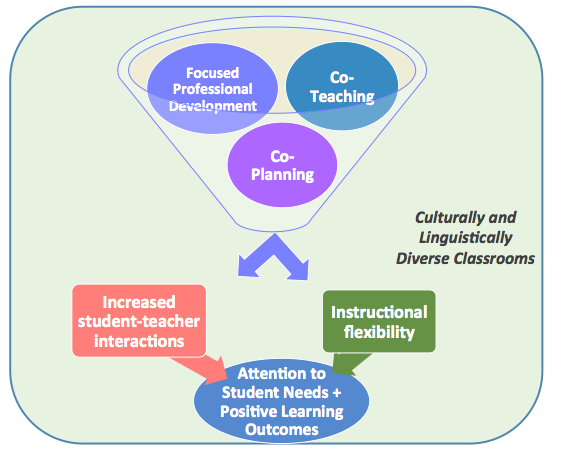 Focused
Professional
Development
Co-
Teaching
Co-
Planning
Culturally and
Linguistically
Diverse Classrooms
Increased
student-teacher
interactions
Instructional
flexibility
Attention to
Student Needs +
Positive Learning
Outcomes